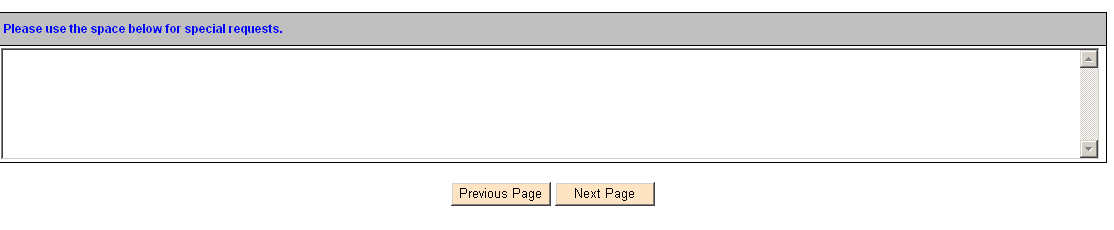 Please use the space below for special requests.
Previous Page Next Page